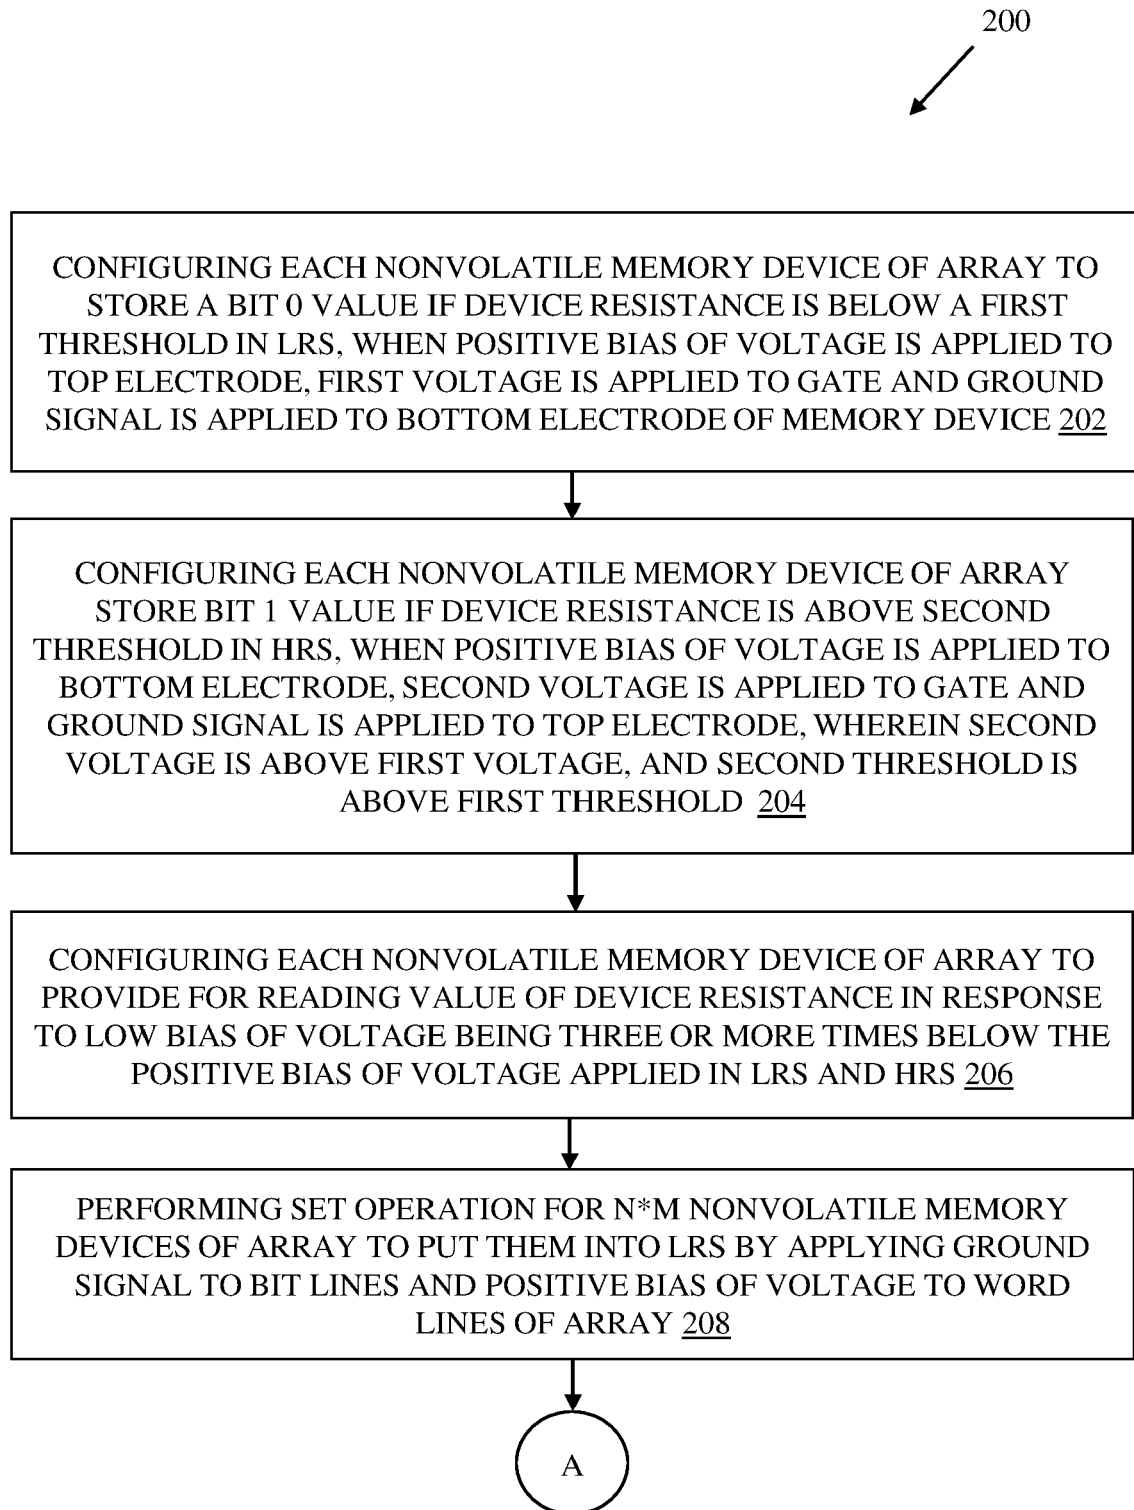 200
CONFIGURING EACH NONVOLATILE MEMORY DEVICE OF ARRAY TO
STORE A BIT 0 VALUE IF DEVICE RESISTANCE IS BELOW A FIRST
THRESHOLD IN LRS, WHEN POSITIVE BIAS OF VOLTAGE IS APPLIED TO
TOP ELECTRODE, FIRST VOLTAGE IS APPLIED TO GATE AND GROUND
SIGNAL IS APPLIED TO BOTTOM ELECTRODE OF MEMORY DEVICE 202
CONFIGURING EACH NONVOLATILE MEMORY DEVICE OF ARRAY
STORE BIT 1 VALUE IF DEVICE RESISTANCE IS ABOVE SECOND
THRESHOLD IN HRS, WHEN POSITIVE BIAS OF VOLTAGE IS APPLIED TO
BOTTOM ELECTRODE, SECOND VOLTAGE IS APPLIED TO GATE AND
GROUND SIGNAL IS APPLIED TO TOP ELECTRODE, WHEREIN SECOND
VOLTAGE IS ABOVE FIRST VOLTAGE, AND SECOND THRESHOLD IS
ABOVE FIRST THRESHOLD 204
CONFIGURING EACH NONVOLATILE MEMORY DEVICE OF ARRAY TO
PROVIDE FOR READING VALUE OF DEVICE RESISTANCE IN RESPONSE
TO LOW BIAS OF VOLTAGE BEING THREE OR MORE TIMES BELOW THE
POSITIVE BIAS OF VOLTAGE APPLIED IN LRS AND HRS 206
PERFORMING SET OPERATION FOR N*M NONVOLATILE MEMORY
DEVICES OF ARRAY TO PUT THEM INTO LRS BY APPLYING GROUND
SIGNAL TO BIT LINES AND POSITIVE BIAS OF VOLTAGE TO WORD
LINES OF ARRAY 208
A